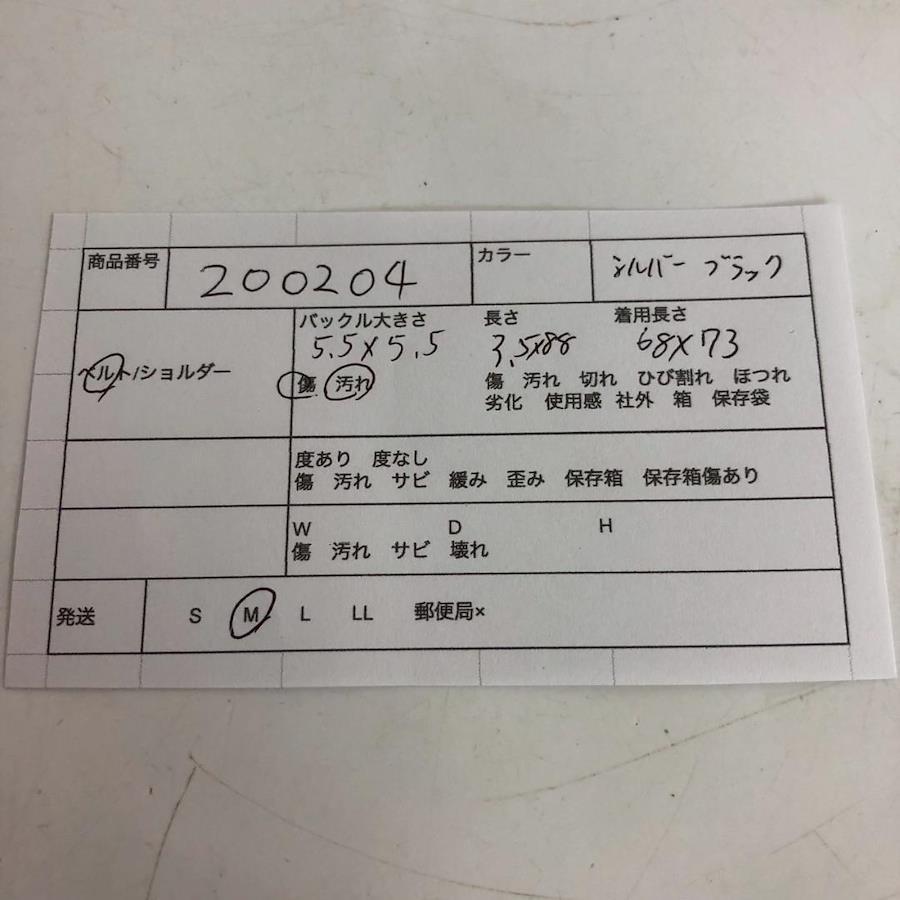 商品番号 200204 カラー シルバー ブラック
バックル大きさ 長さ 着用長さ
5.5×5.5 3.5×88 68×73
ベルト/ショルダー
傷 汚れ
傷 汚れ 切れ ひび割れ ほつれ
劣化 使用感 社外 箱 保存袋
度あり 度なし
傷 汚れ サビ 緩み 歪み 保存箱 保存箱傷あり
W D H
傷 汚れ サビ 壊れ
発送 S M L LL 郵便局×